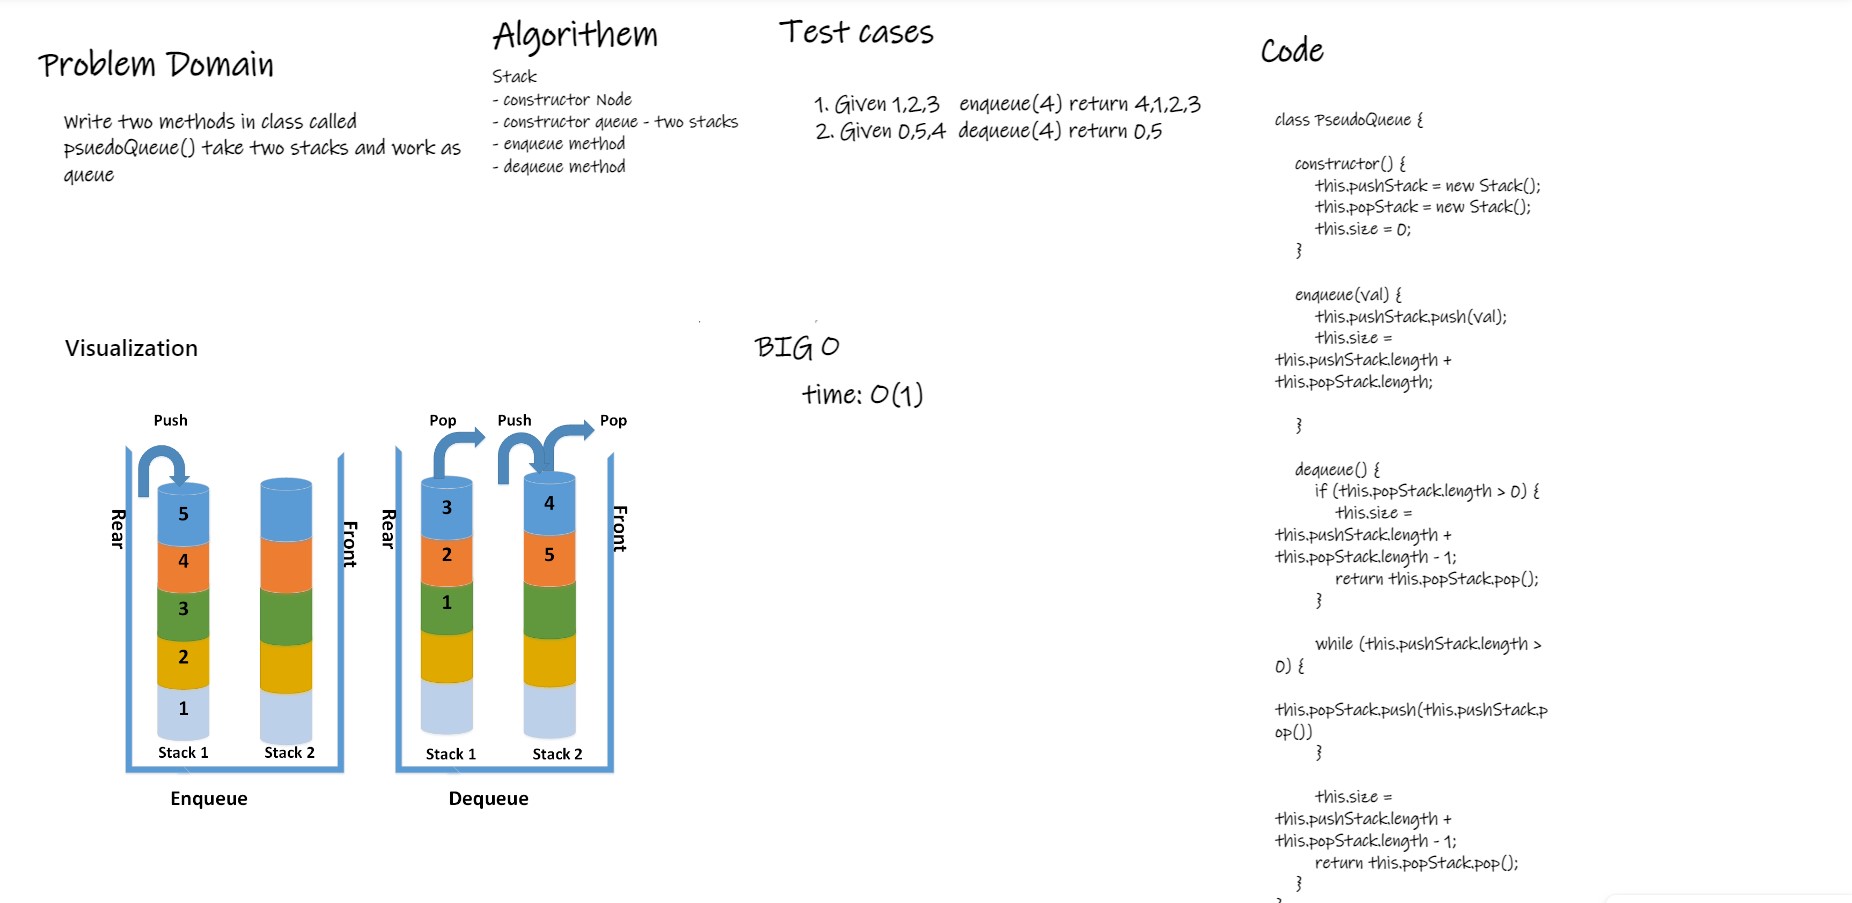 Problem Domain
Write two methods in class called
psuedoQueue() take two stacks and work as
queue
Algorithem
Stack
- constructor Node
- constructor queue - two stacks
- enqueue method
- dequeue method
Test cases
1. Given 1,2,3 enqueue(4) return 4,1,2,3
2. Given 0,5,4 dequeue(4) return 0,5
Visualization
Push
Rear
5
4
3
2
1
Front
Stack 1
Stack 2
Enqueue
Pop
Push
Pop
Rear
3
2
1
4
5
Front
Stack 1
Stack 2
Dequeue
BIG O
time: O(1)
Code
class PseudoQueue {
constructor() {
this.pushStack = new Stack();
this.popStack = new Stack();
this.size = 0;
}
enqueue(val) {
this.pushStack.push(val);
this.size =
this.pushStack.length +
this.popStack.length;
}
dequeue() {
if (this.popStack.length > 0) {
this.size =
this.pushStack.length +
this.popStack.length - 1;
return this.popStack.pop();
}
while (this.pushStack.length >
0) {
this.popStack.push(this.pushStack.p
op())
}
this.size =
this.pushStack.length +
this.popStack.length - 1;
return this.popStack.pop();
}
}